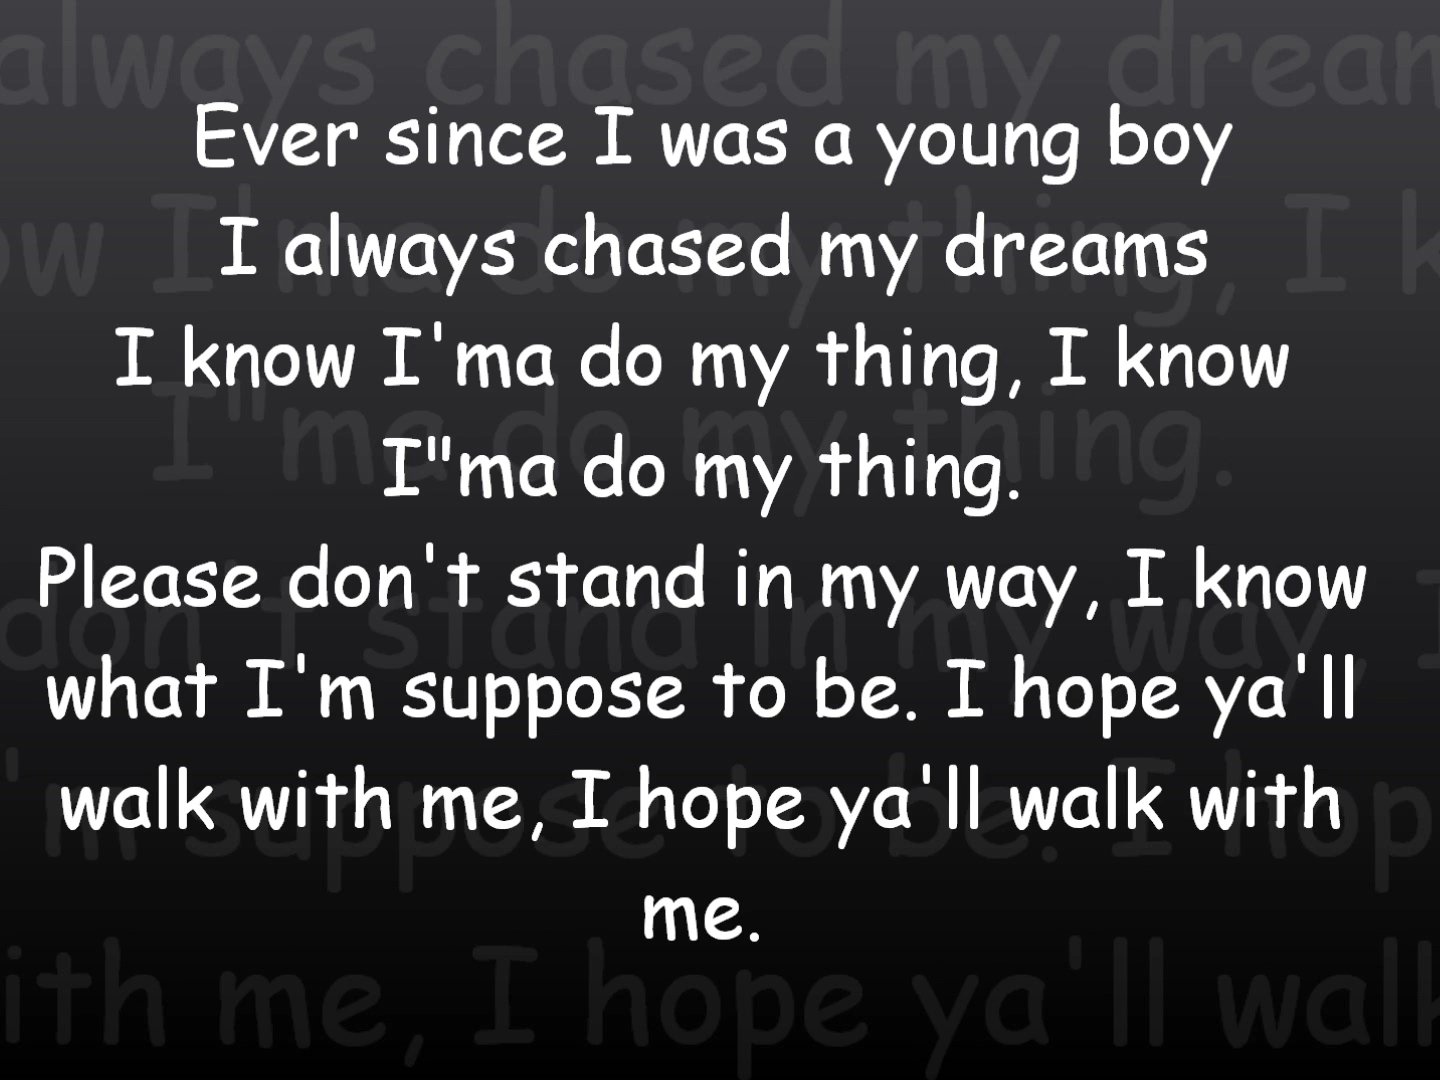 Ever since I was a young boy
I always chased my dreams
I know I'ma do my thing, I know
I"ma do my thing.
Please don't stand in my way, I know
what I'm suppose to be. I hope ya'll
walk with me, I hope ya'll walk with
me.